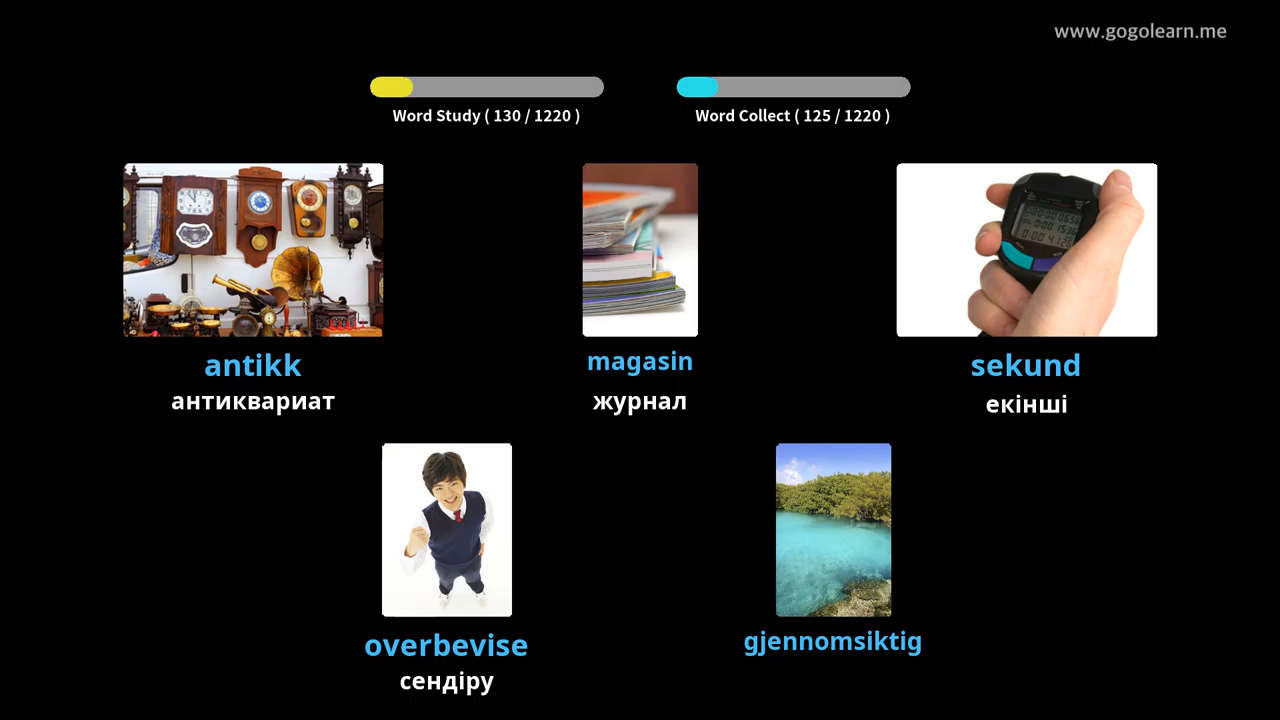 www.gogolearn.me
Word Study ( 130 / 1220 )
Word Collect ( 125 / 1220 )
antikk
антиквариат
magasin
журнал
sekund
екінші
overbevise
сендіру
gjennomsiktig